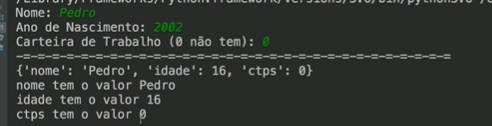 /Library/Frameworks/Python.framework/Versions/3.6/bin/python3.6
Nome: Pedro
Ano de Nascimento: 2002
Carteira de Trabalho (0 não tem): 0
-=-=-=-=-=-=-=-=-=-=-=-=-=-=-=-=-=-=-=-=-=-=-=-=-=-=-=-=-=-=
{'nome': 'Pedro', 'idade': 16, 'ctps': 0}
nome tem o valor Pedro
idade tem o valor 16
ctps tem o valor 0